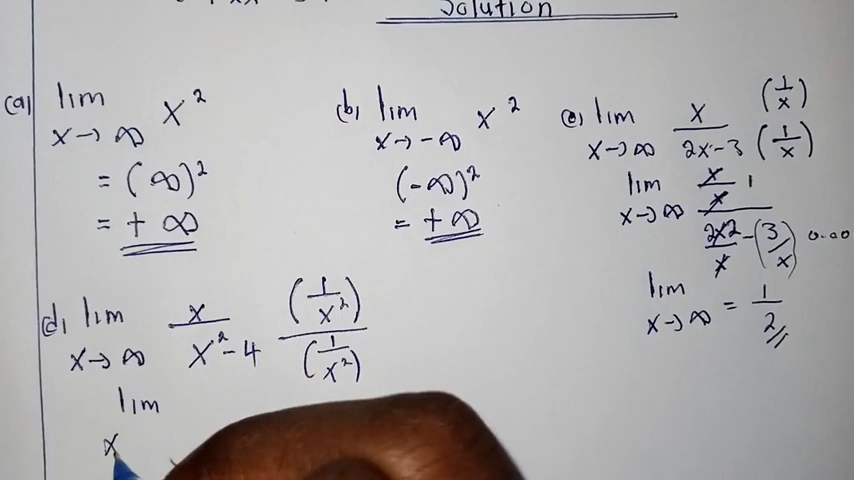 Solution
(a) lim x→∞ x²
= (∞)²
= + ∞
(b) lim x→ -∞ x²
(-∞)²
= + ∞
(c) lim x→∞ x/(2x-3) (1/x)/(1/x)
lim x→∞ (x/x) 1 / (2x/x) 2 - (3/x) 0.00
lim x→∞ = 1/2
(d) lim x→∞ x/(x²-4) (1/x²)/(1/x²)
lim
x